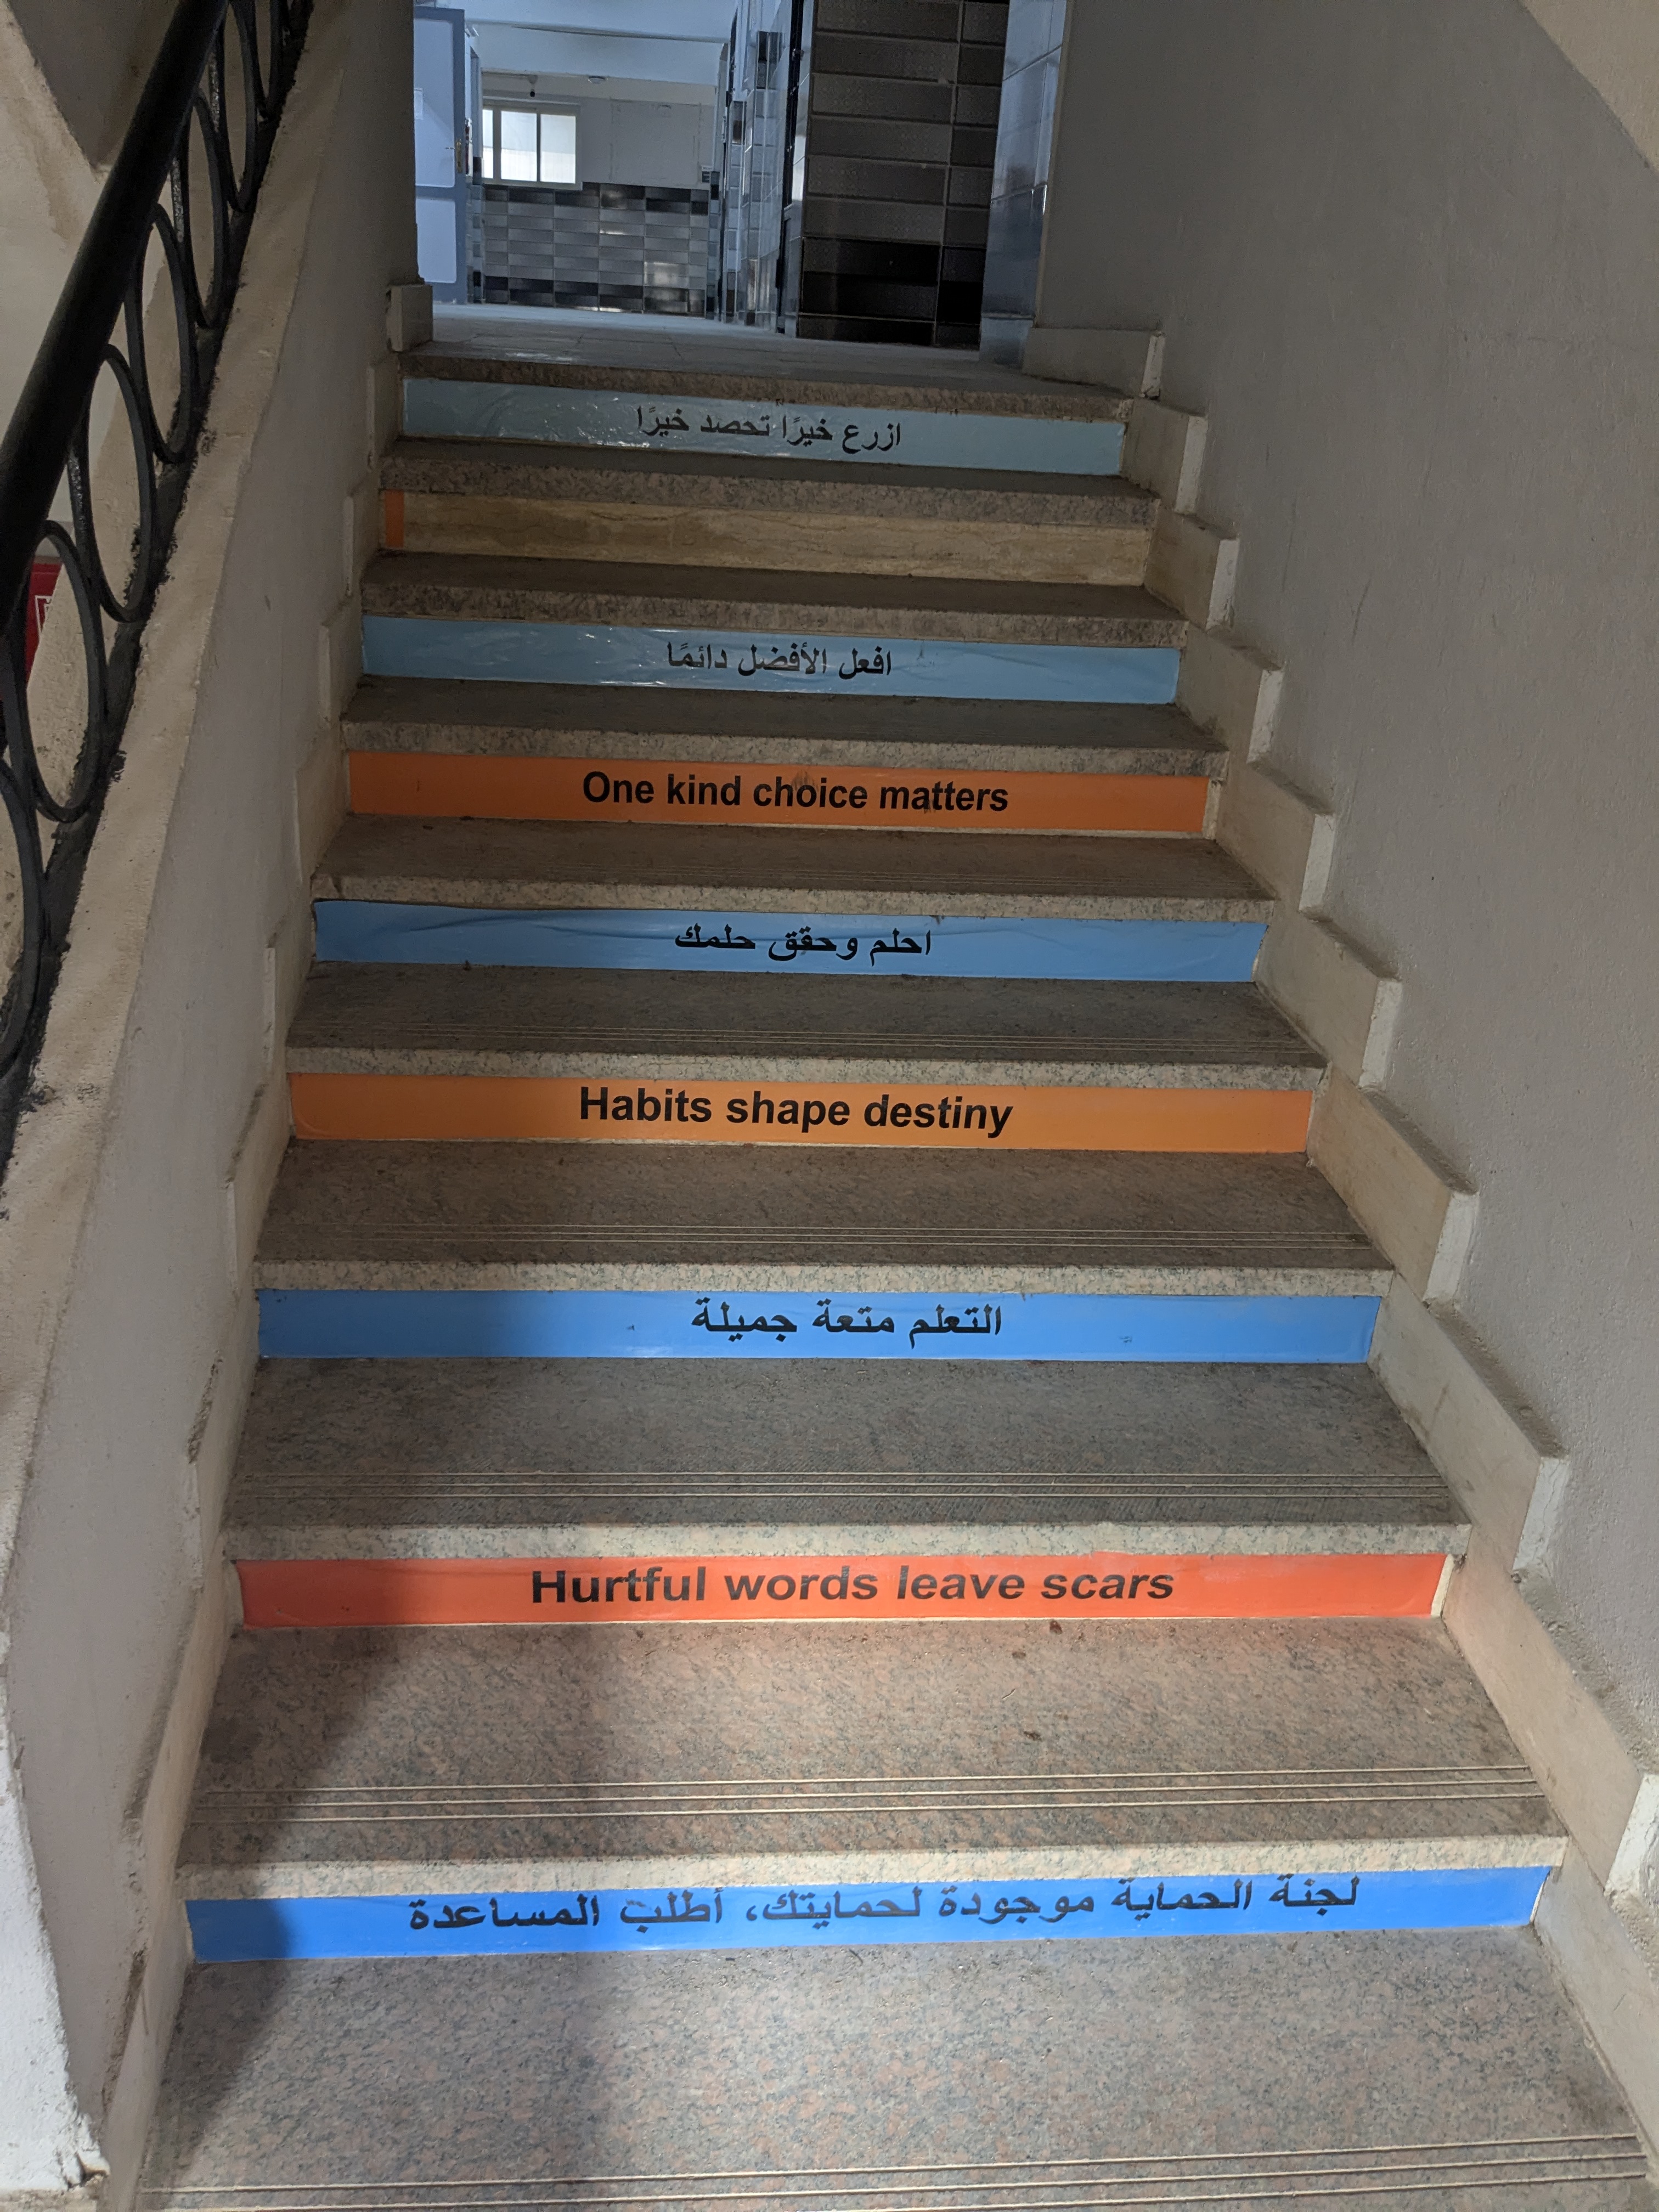 ازرع خيرًا تحصد خيرًا
افعل الأفضل دائمًا
One kind choice matters
احلم وحقق حلمك
Habits shape destiny
التعلم متعة جميلة
Hurtful words leave scars
لجنة الحماية موجودة لحمايتك، أطلب المساعدة